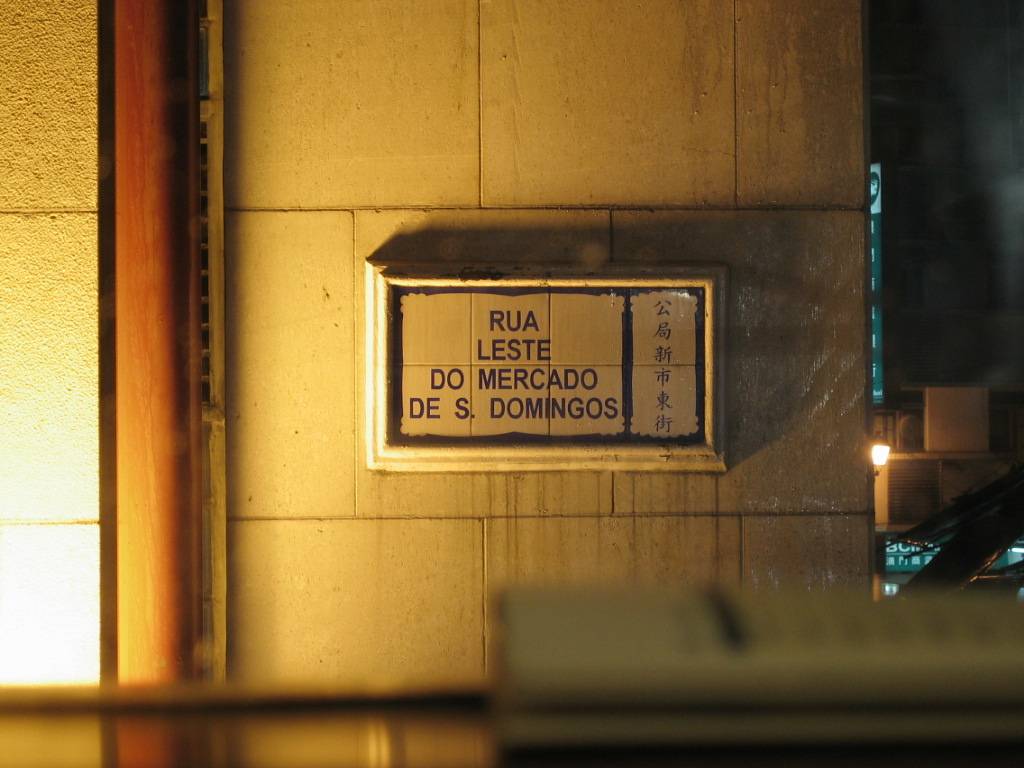 RUA
LESTE
DO MERCADO
DE S. DOMINGOS
公局新市東街